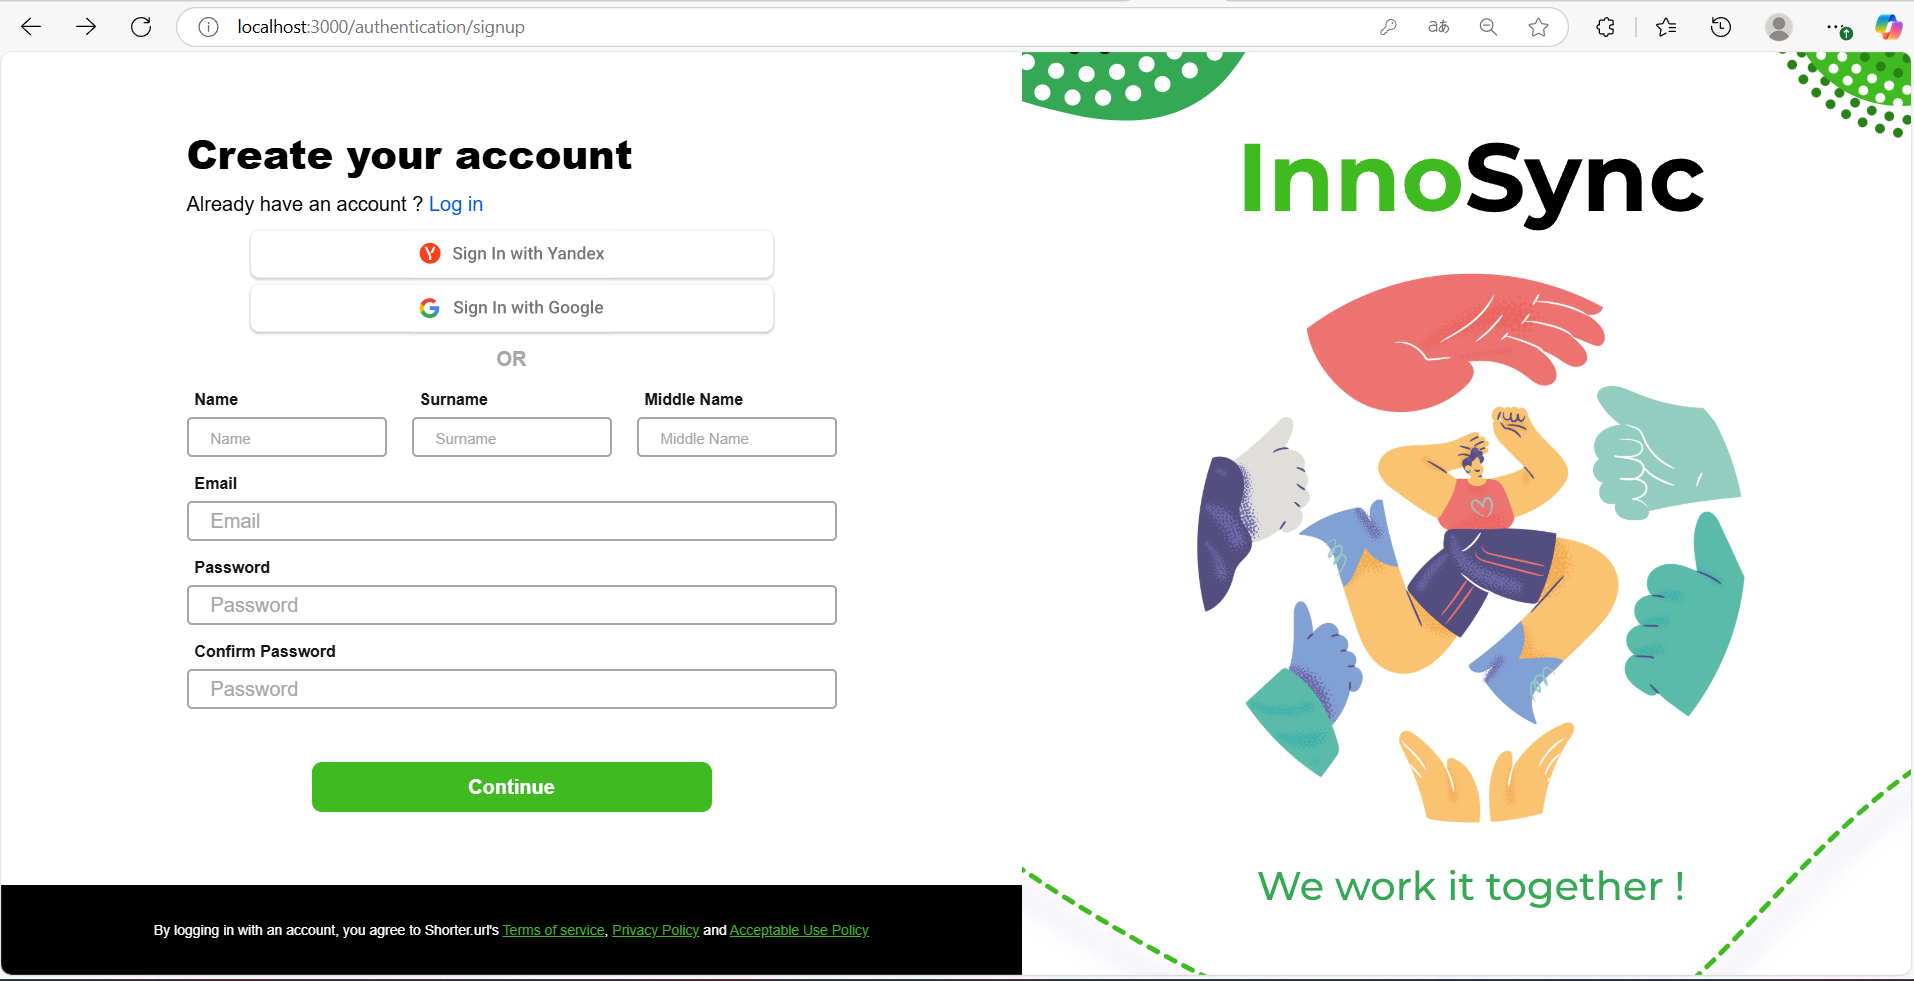 localhost:3000/authentication/signup
Create your account
Already have an account ? Log in
Sign In with Yandex
Sign In with Google
OR
Name Surname Middle Name
Name Surname Middle Name
Email
Email
Password
Password
Confirm Password
Password
Continue
By logging in with an account, you agree to Shorter.url's Terms of service, Privacy Policy and Acceptable Use Policy
InnoSync
We work it together !